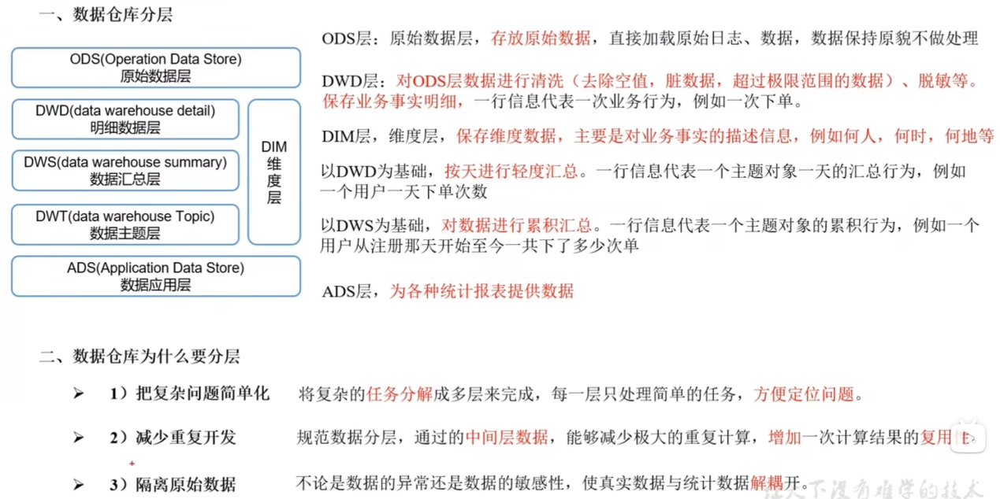 一、数据仓库分层
ODS(Operation Data Store)
原始数据层
DWD(data warehouse detail)
明细数据层
DWS(data warehouse summary)
数据汇总层
DWT(data warehouse Topic)
数据主题层
DIM
维
度
层
ADS(Application Data Store)
数据应用层
ODS层：原始数据层，存放原始数据，直接加载原始日志、数据，数据保持原貌不做处理
DWD层：对ODS层数据进行清洗（去除空值，脏数据，超过极限范围的数据）、脱敏等。
保存业务事实明细，一行信息代表一次业务行为，例如一次下单。
DIM层，维度层，保存维度数据，主要是对业务事实的描述信息，例如何人，何时，何地等
以DWD为基础，按天进行轻度汇总。一行信息代表一个主题对象一天的汇总行为，例如
一个用户一天下单次数
以DWS为基础，对数据进行累积汇总。一行信息代表一个主题对象的累积行为，例如一个
用户从注册那天开始至今一共下了多少次单
ADS层，为各种统计报表提供数据
二、数据仓库为什么要分层
1）把复杂问题简单化 将复杂的任务分解成多层来完成，每一层只处理简单的任务，方便定位问题。
2）减少重复开发 规范数据分层，通过的中间层数据，能够减少极大的重复计算，增加一次计算结果的复用性。
3）隔离原始数据 不论是数据的异常还是数据的敏感性，使真实数据与统计数据解耦开。
让天下没有难学的技术